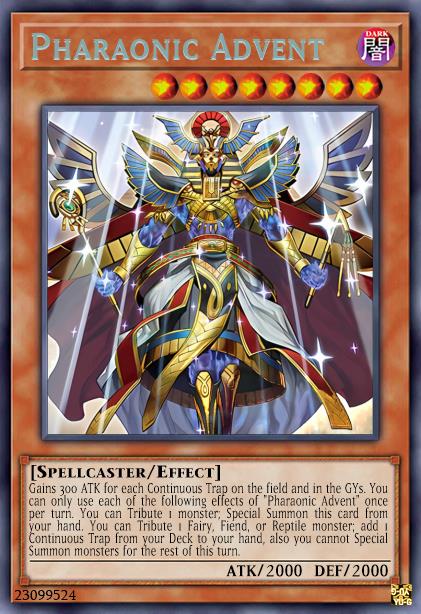 PHARAONIC ADVENT
DARK
闇
[SPELLCASTER/EFFECT]
Gains 300 ATK for each Continuous Trap on the field and in the GYs. You
can only use each of the following effects of "Pharaonic Advent" once
per turn. You can Tribute 1 monster; Special Summon this card from
your hand. You can Tribute 1 Fairy, Fiend, or Reptile monster; add 1
Continuous Trap from your Deck to your hand, also you cannot Special
Summon monsters for the rest of this turn.
ATK/2000 DEF/2000
23099524